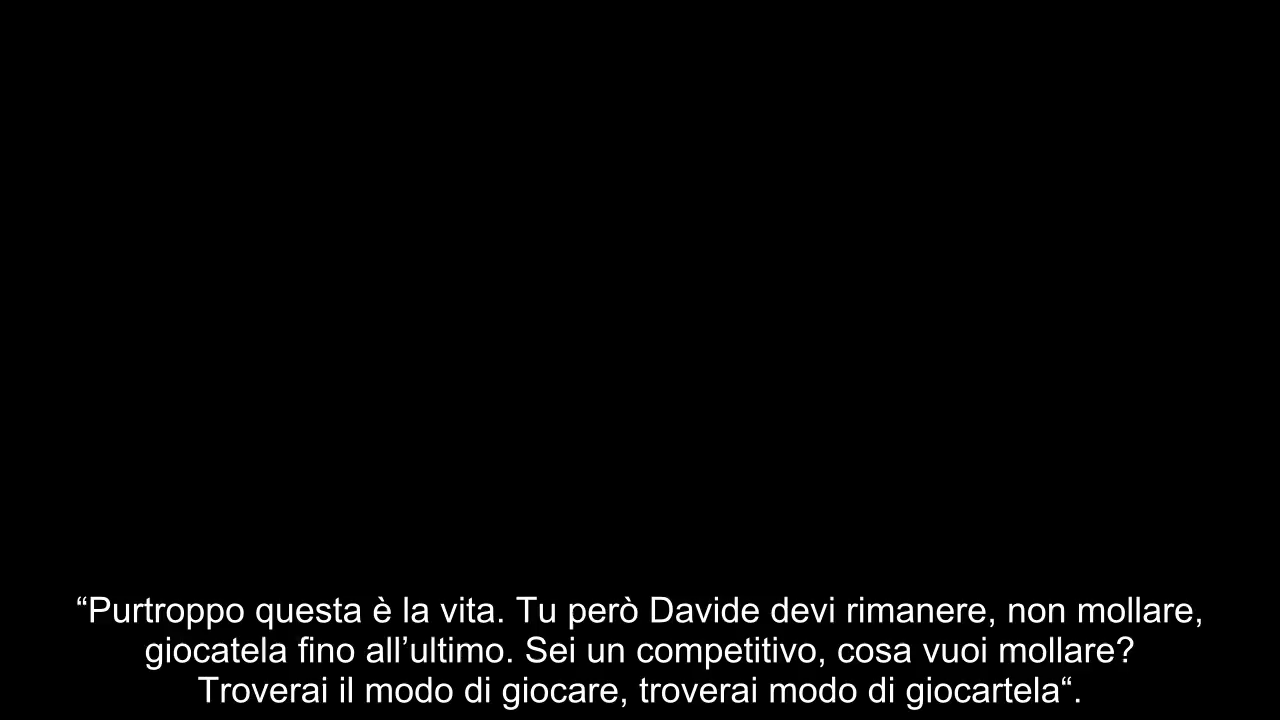 “Purtroppo questa è la vita. Tu però Davide devi rimanere, non mollare,
giocatela fino all’ultimo. Sei un competitivo, cosa vuoi mollare?
Troverai il modo di giocare, troverai modo di giocartela“.